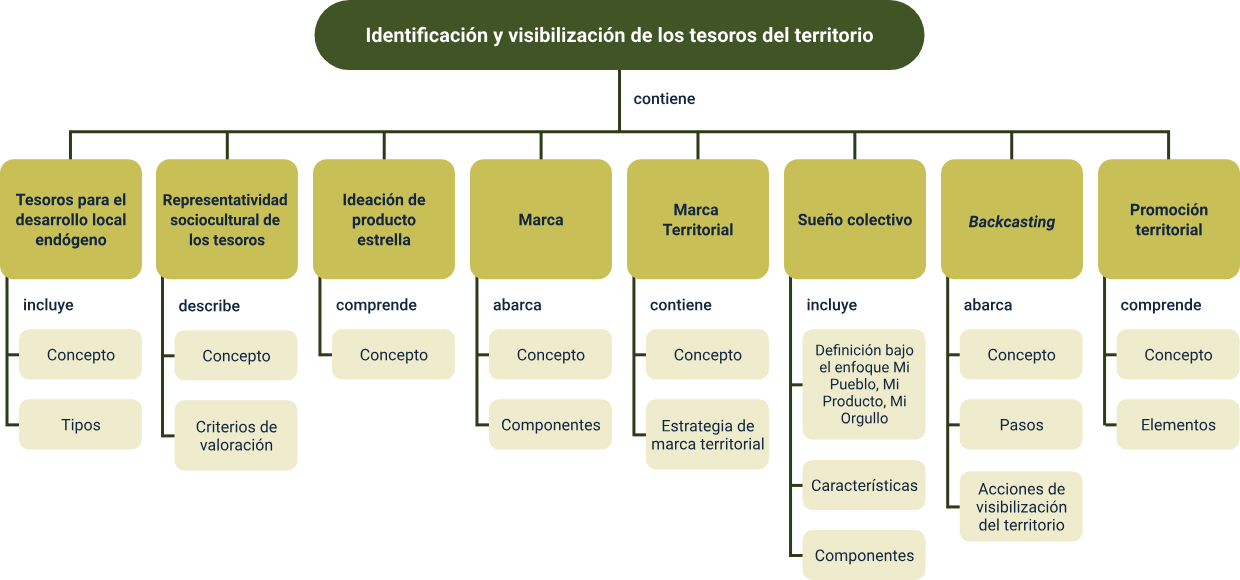 Identificación y visibilización de los tesoros del territorio
contiene
Tesoros para el
desarrollo local
endógeno
incluye
Concepto
Tipos
Representatividad
sociocultural de
los tesoros
describe
Concepto
Criterios de
valoración
Ideación de
producto
estrella
comprende
Concepto
Marca
abarca
Concepto
Componentes
Marca
Territorial
contiene
Concepto
Estrategia de
marca territorial
Sueño colectivo
incluye
Definición bajo
el enfoque Mi
Pueblo, Mi
Producto, Mi
Orgullo
Características
Componentes
Backcasting
abarca
Concepto
Pasos
Acciones de
visibilización
del territorio
Promoción
territorial
comprende
Concepto
Elementos